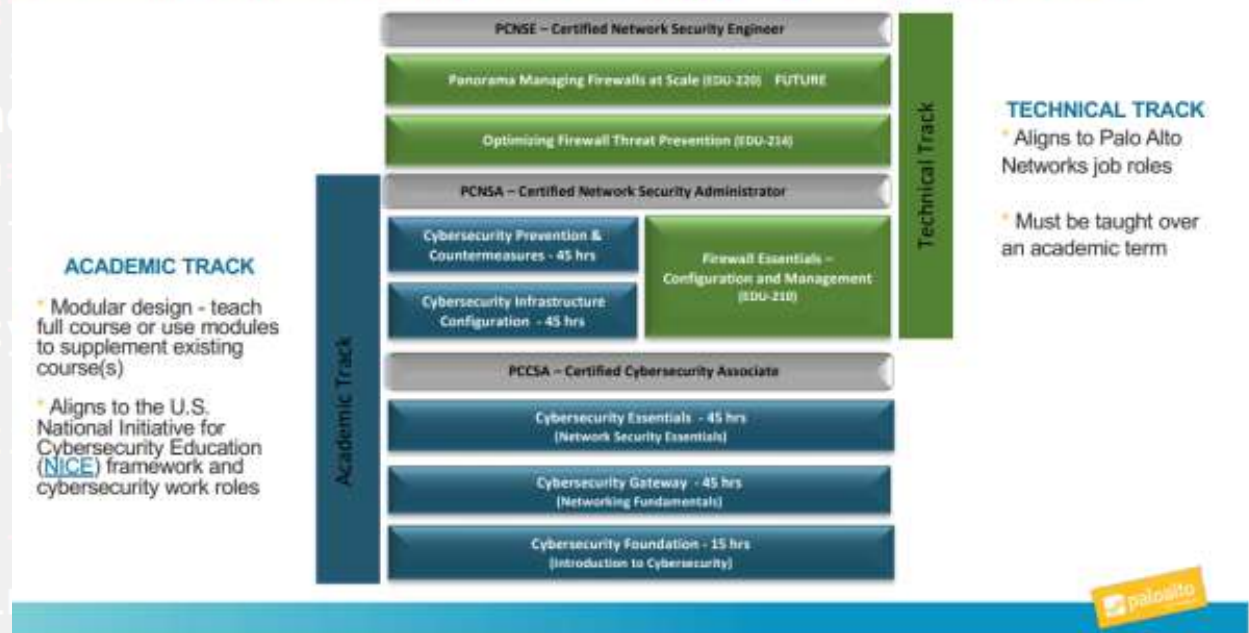 PCNSE – Certified Network Security Engineer
Panorama Managing Firewalls at Scale (EDU-220) FUTURE
Optimizing Firewall Threat Prevention (EDU-214)
PCNSA – Certified Network Security Administrator
Cybersecurity Prevention &
Countermeasures - 45 hrs
Cybersecurity Infrastructure
Configuration - 45 hrs
Firewall Essentials –
Configuration and Management
(EDU-210)
PCCSA – Certified Cybersecurity Associate
Cybersecurity Essentials - 45 hrs
(Network Security Essentials)
Cybersecurity Gateway - 45 hrs
(Networking Fundamentals)
Cybersecurity Foundation - 15 hrs
(Introduction to Cybersecurity)
Academic Track
Technical Track
ACADEMIC TRACK
* Modular design - teach
full course or use modules
to supplement existing
course(s)
* Aligns to the U.S.
National Initiative for
Cybersecurity Education
(NICE) framework and
cybersecurity work roles
TECHNICAL TRACK
* Aligns to Palo Alto
Networks job roles
* Must be taught over
an academic term
paloalto